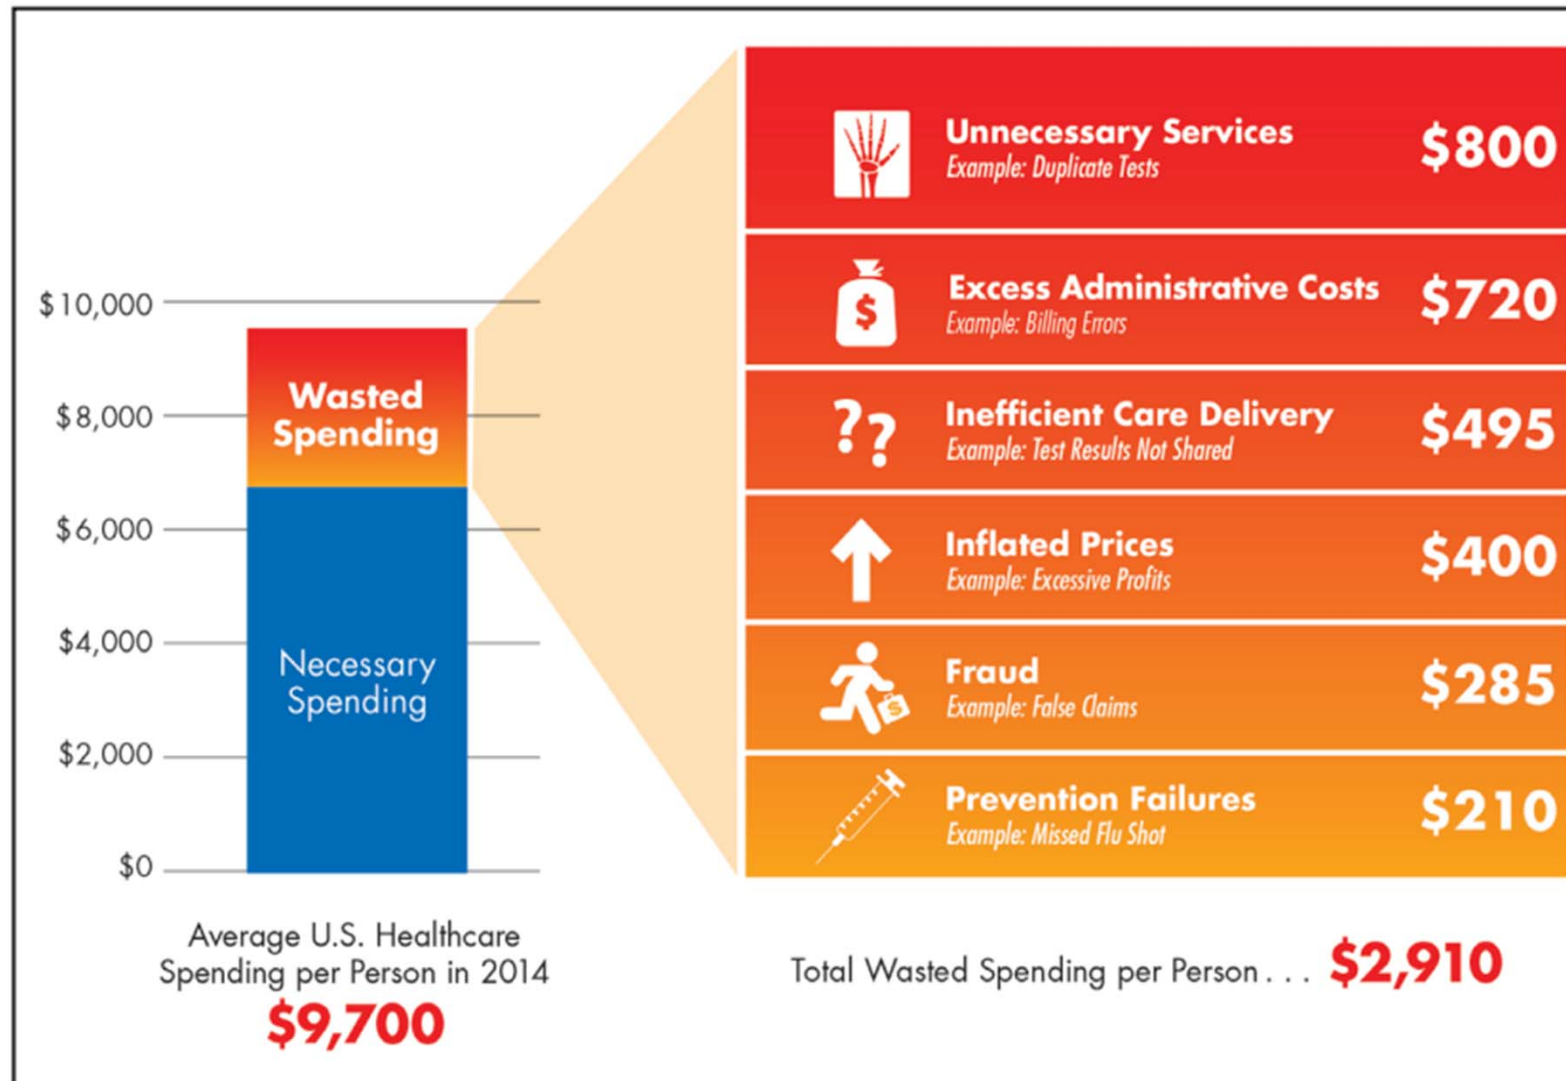 $10,000
$8,000
$6,000
$4,000
$2,000
$0
Wasted
Spending
Necessary
Spending
Average U.S. Healthcare
Spending per Person in 2014
$9,700
Unnecessary Services $800
Example: Duplicate Tests
$
Excess Administrative Costs $720
Example: Billing Errors
??
Inefficient Care Delivery $495
Example: Test Results Not Shared
Inflated Prices $400
Example: Excessive Profits
$
Fraud $285
Example: False Claims
Prevention Failures $210
Example: Missed Flu Shot
Total Wasted Spending per Person . . . $2,910